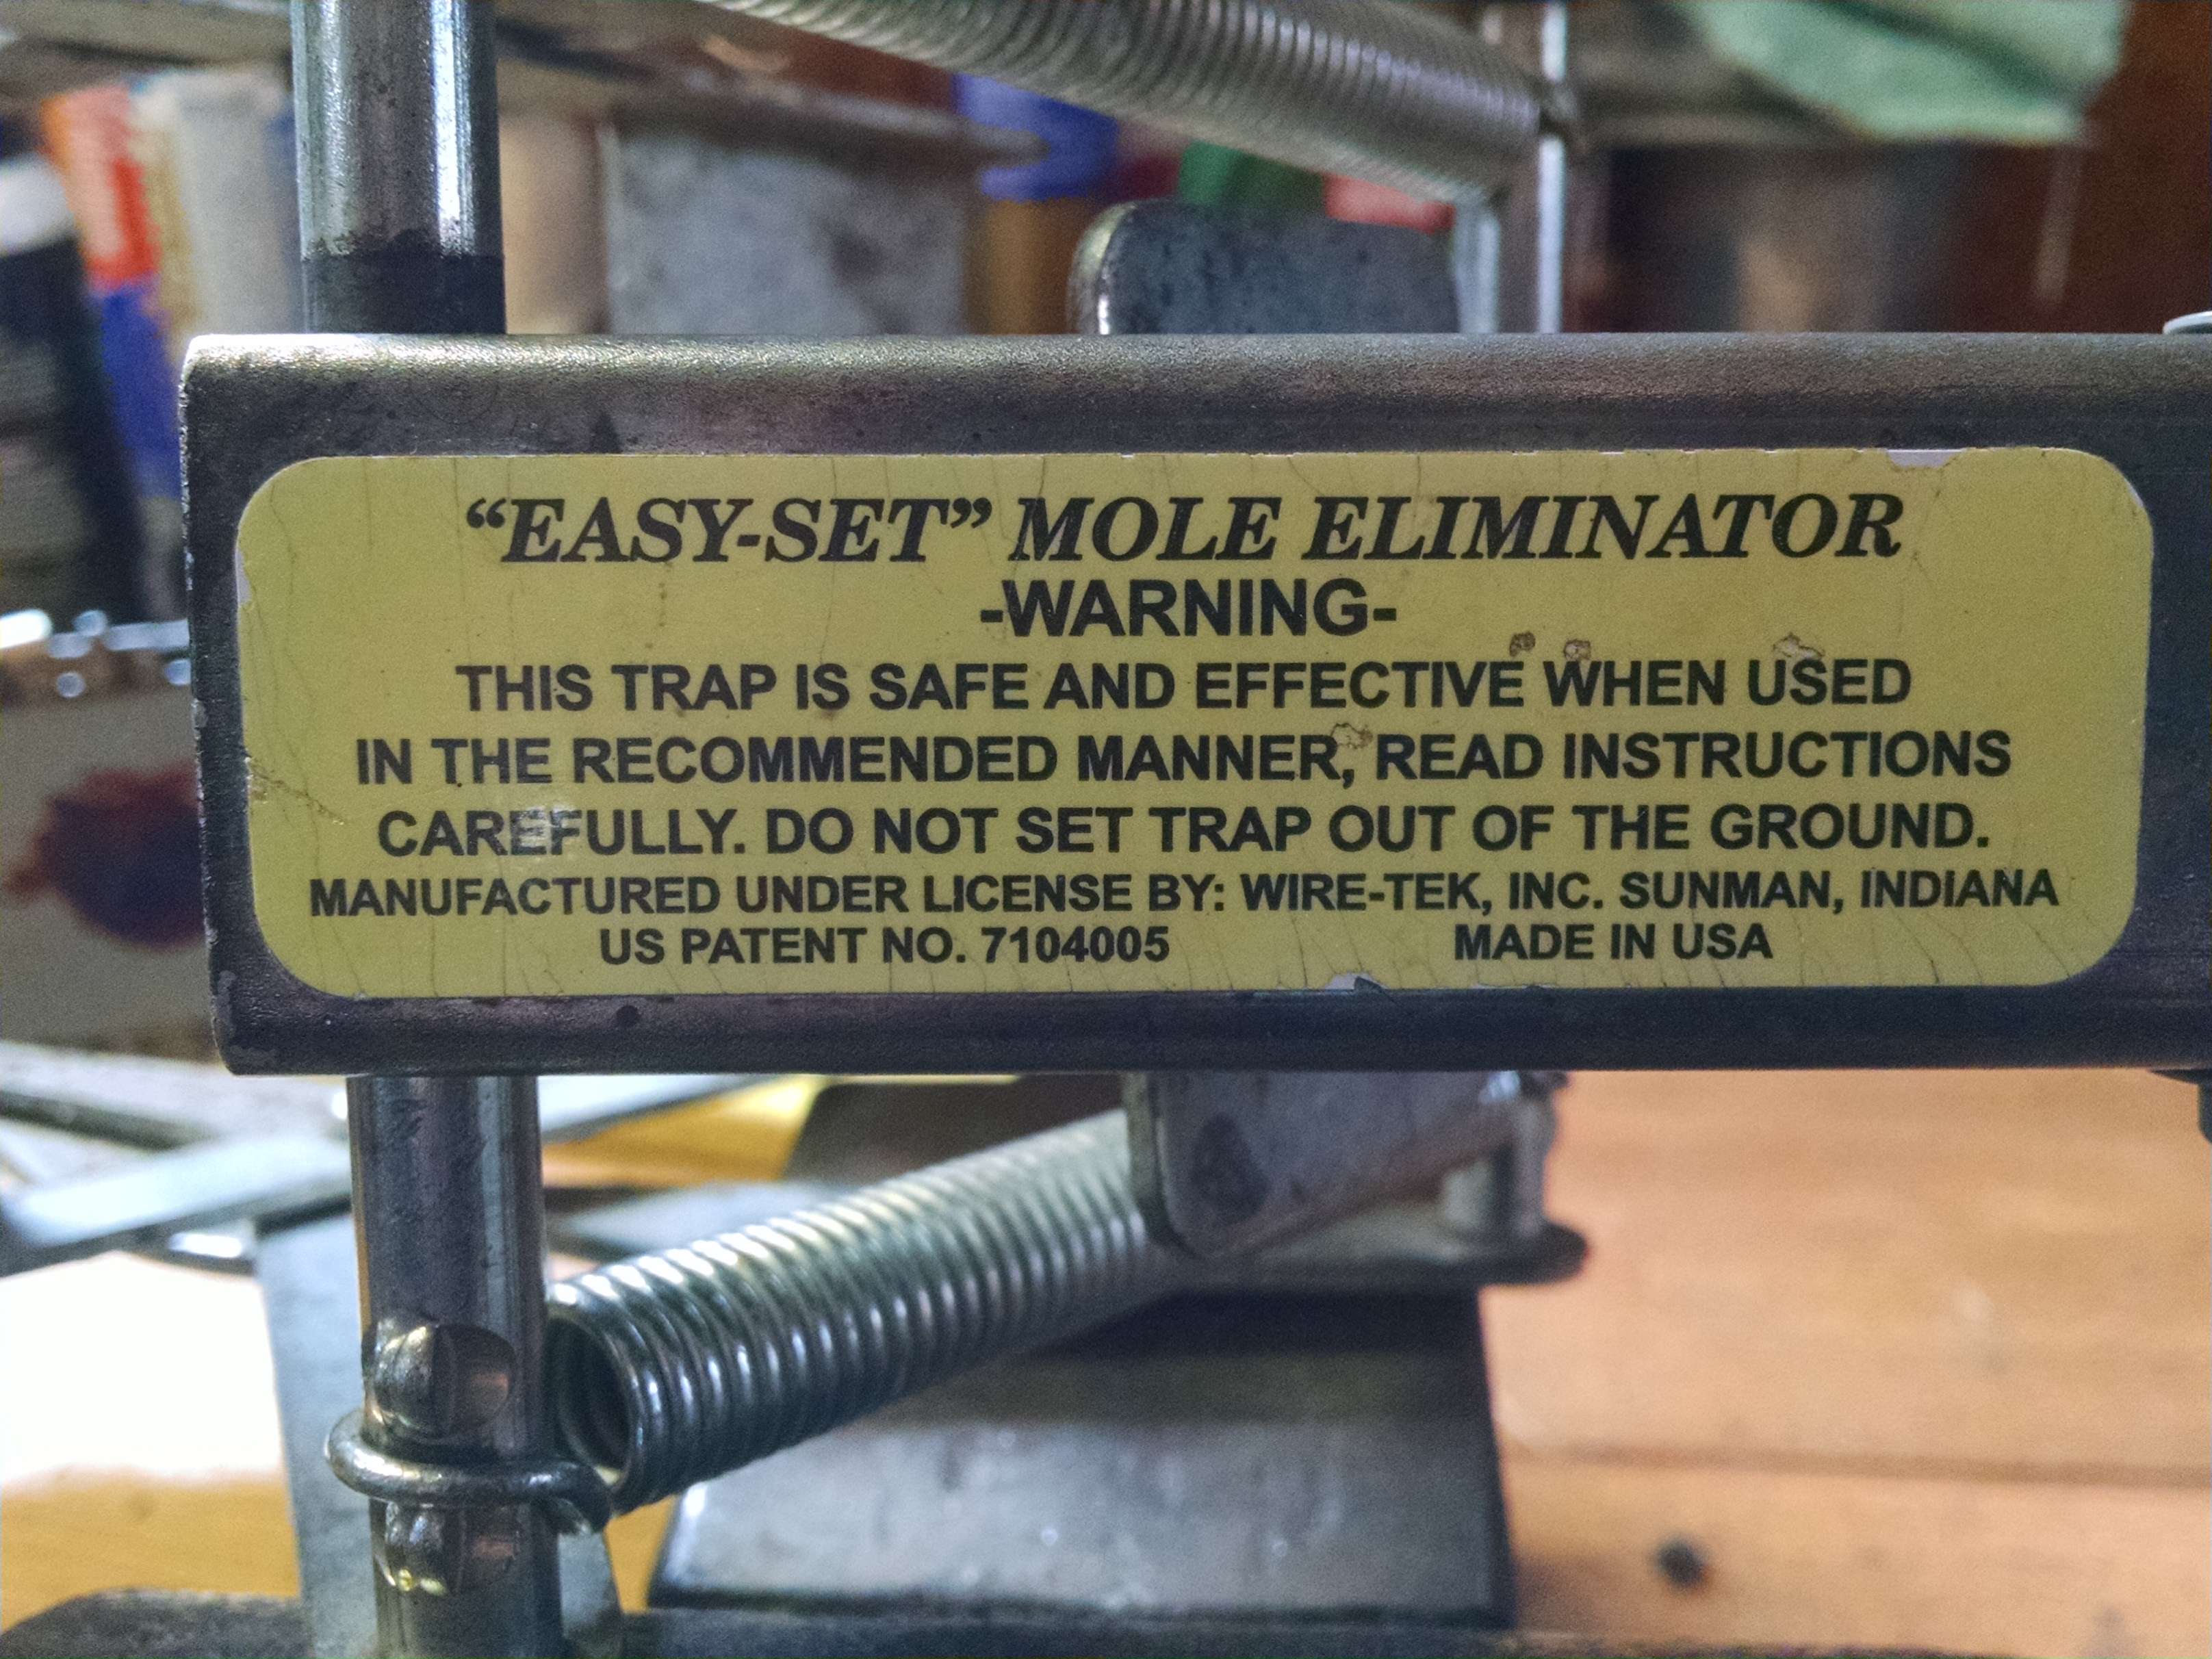 “EASY-SET” MOLE ELIMINATOR
-WARNING-
THIS TRAP IS SAFE AND EFFECTIVE WHEN USED
IN THE RECOMMENDED MANNER, READ INSTRUCTIONS
CAREFULLY. DO NOT SET TRAP OUT OF THE GROUND.
MANUFACTURED UNDER LICENSE BY: WIRE-TEK, INC. SUNMAN, INDIANA
US PATENT NO. 7104005 MADE IN USA